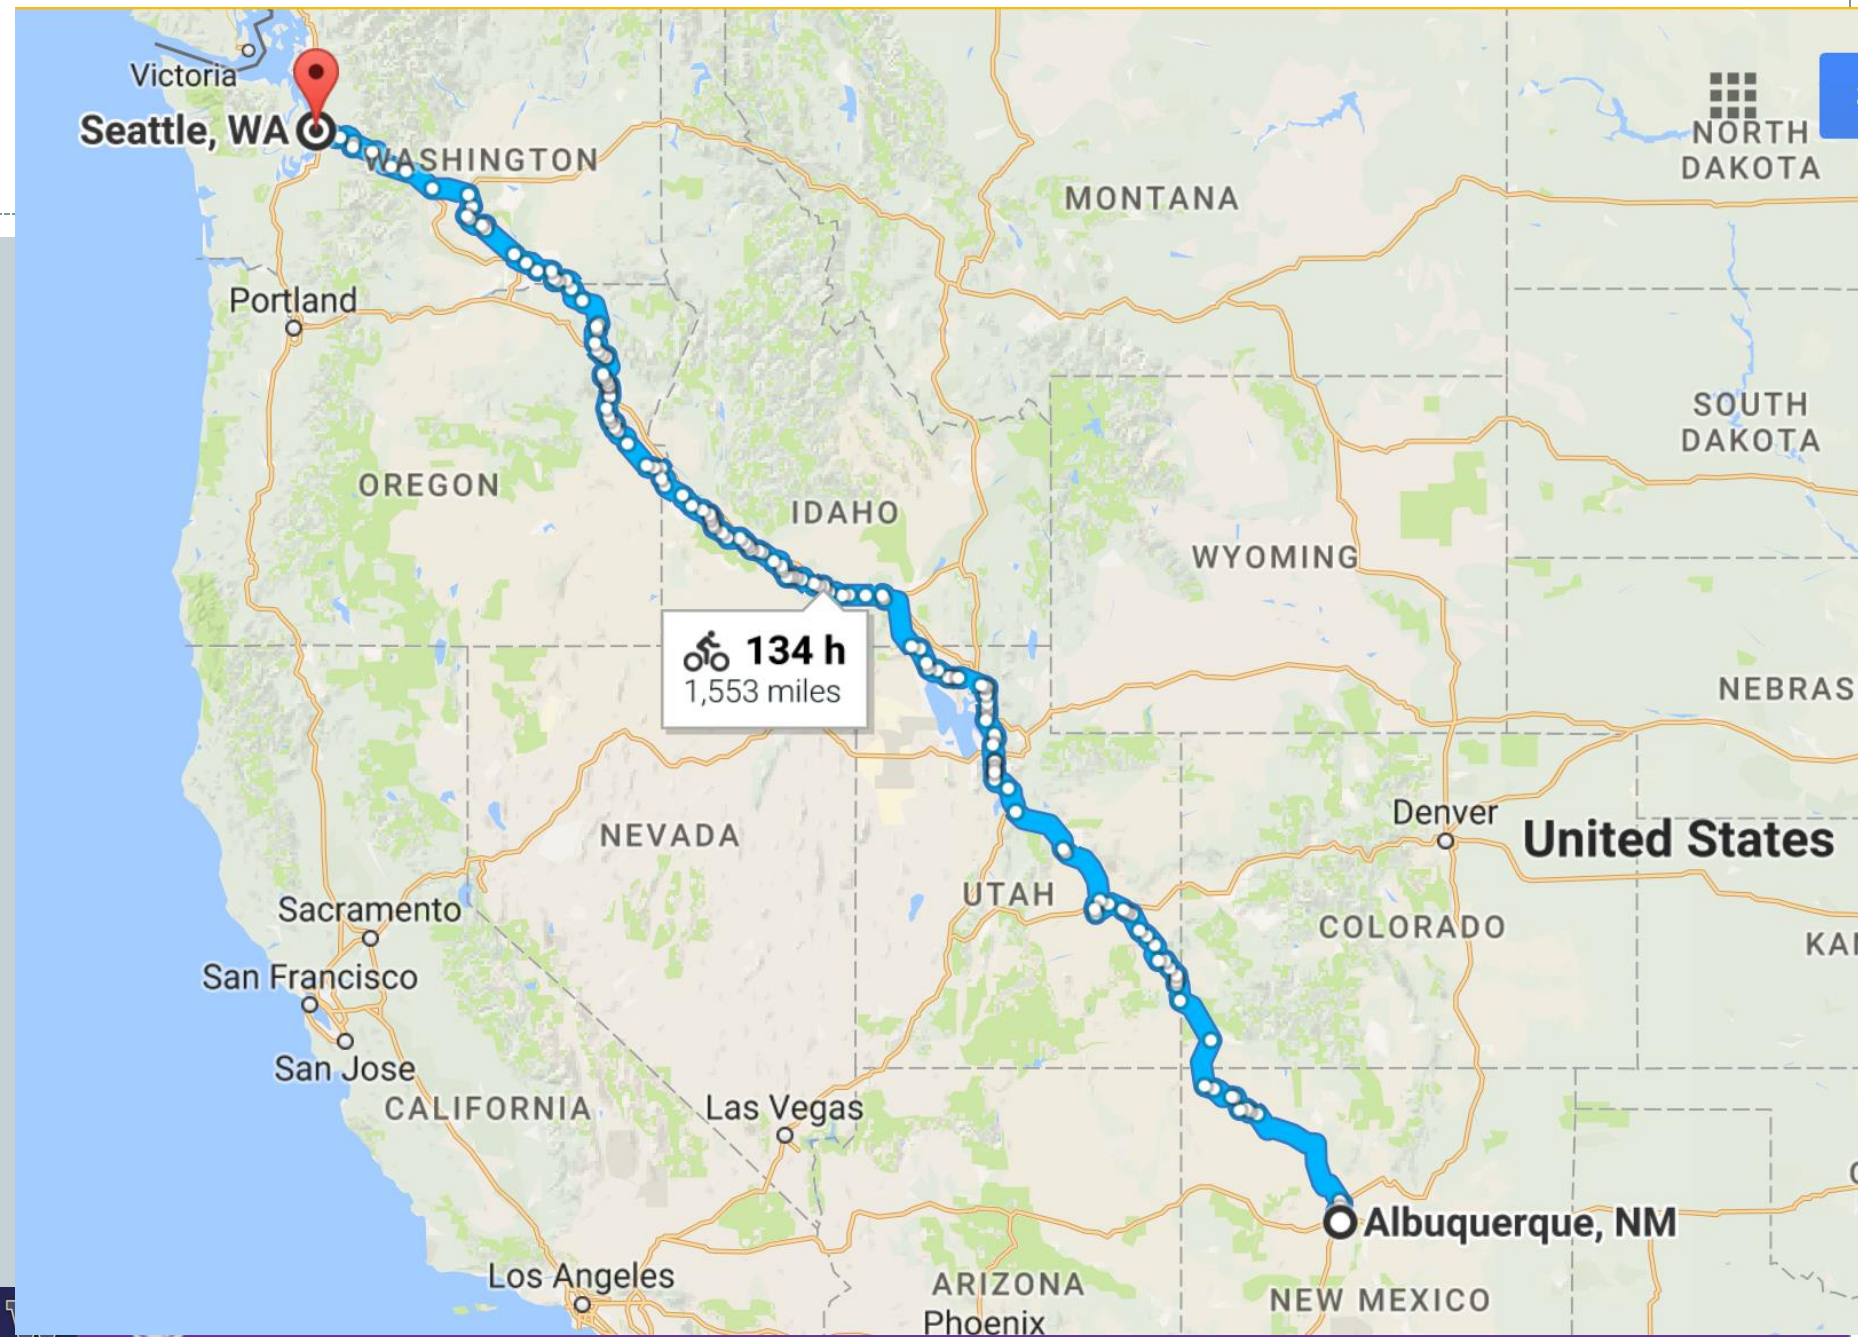 Victoria
Seattle, WA
WASHINGTON
MONTANA
NORTH
DAKOTA
Portland
SOUTH
DAKOTA
OREGON
IDAHO
WYOMING
134 h
1,553 miles
NEBRAS
NEVADA
Denver
United States
UTAH
Sacramento
COLORADO
KAN
San Francisco
San Jose
CALIFORNIA
Las Vegas
Albuquerque, NM
Los Angeles
ARIZONA
NEW MEXICO
Phoenix